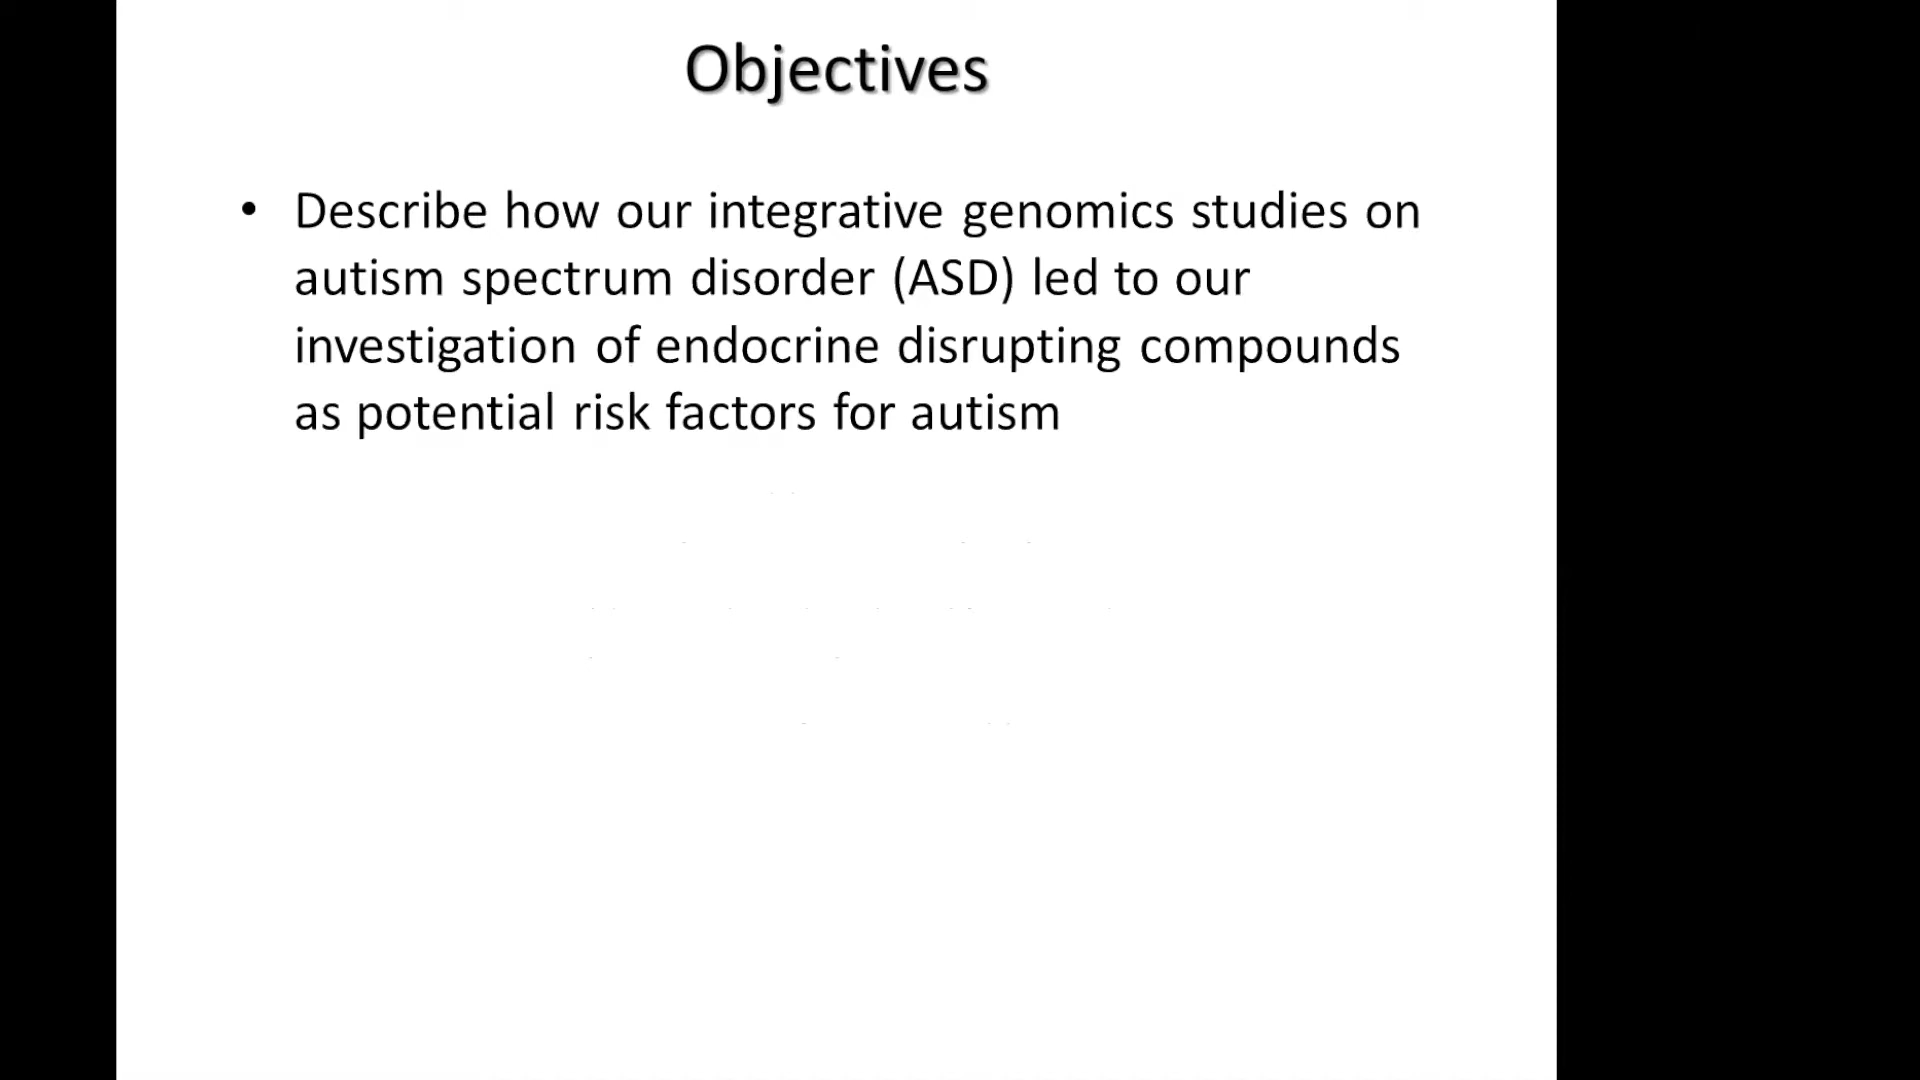 Objectives
• Describe how our integrative genomics studies on
autism spectrum disorder (ASD) led to our
investigation of endocrine disrupting compounds
as potential risk factors for autism